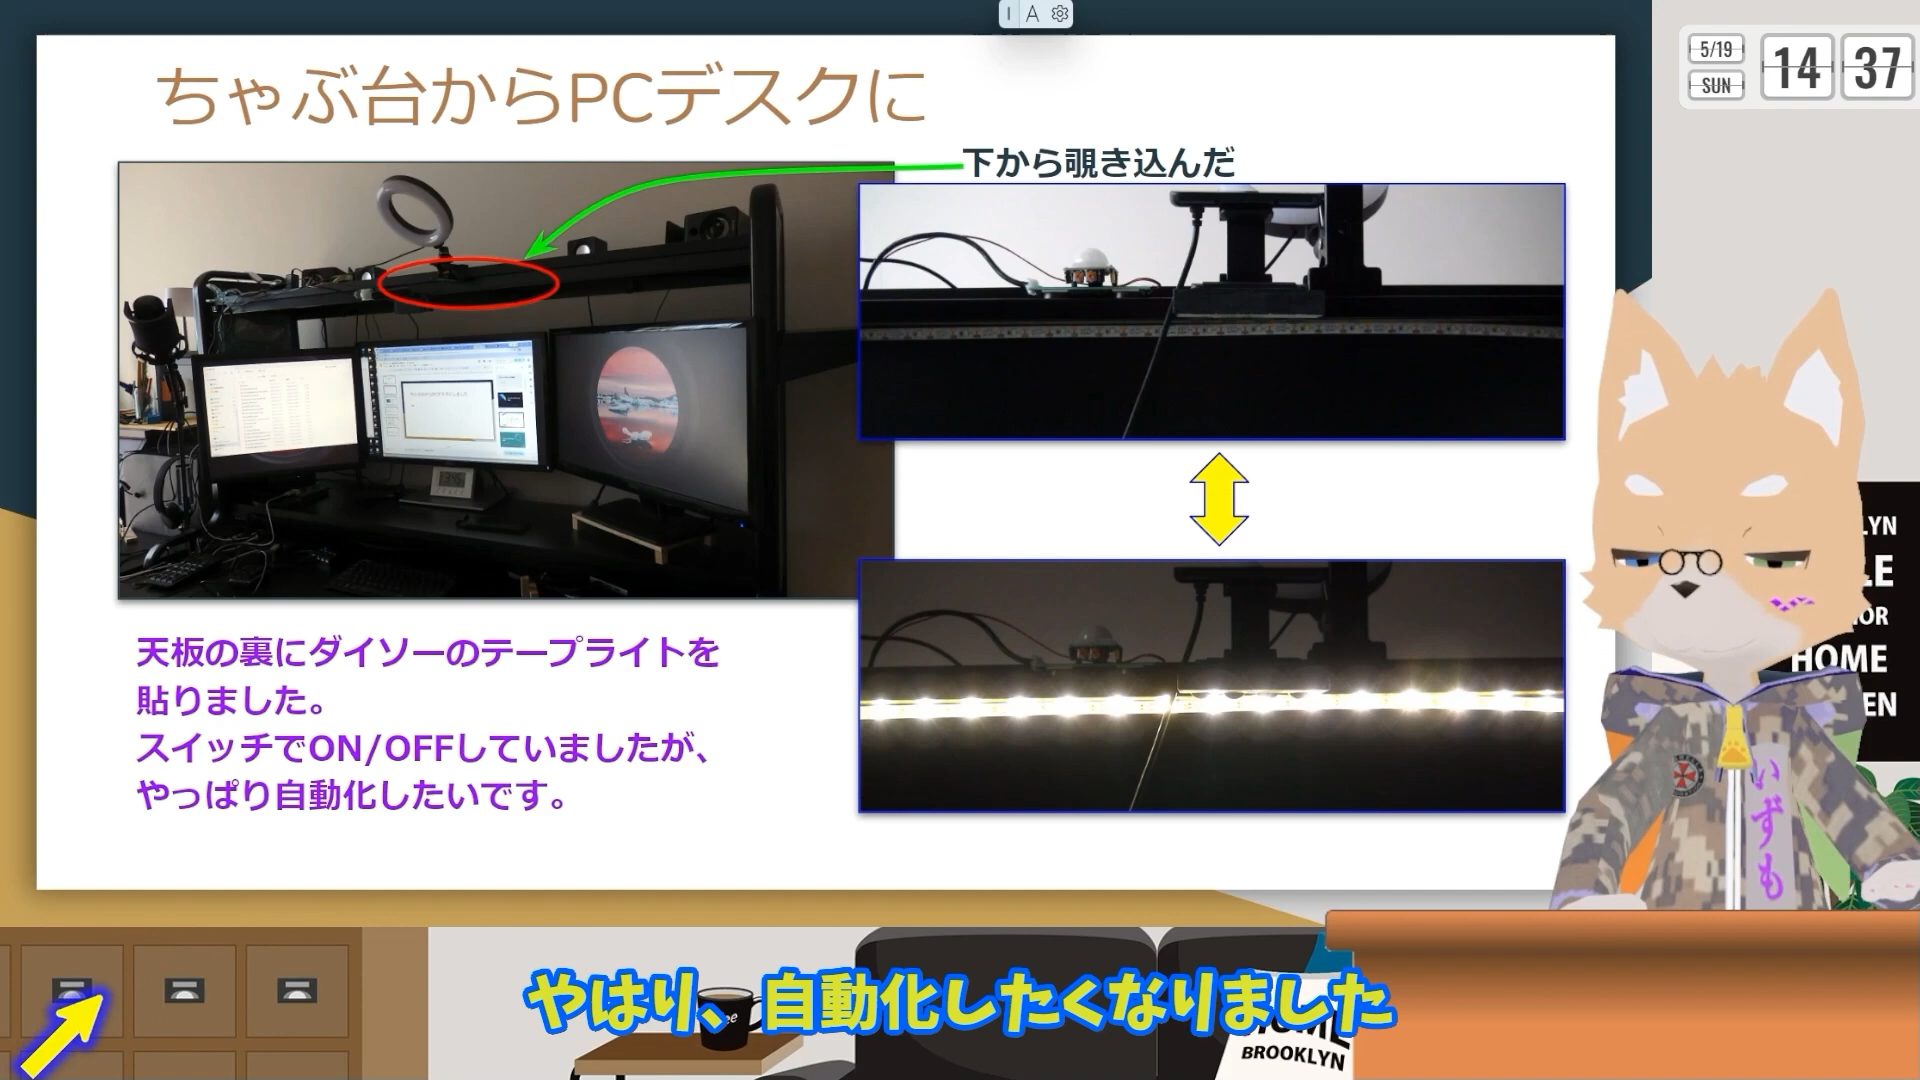 A
5/19
SUN
14 37
ちゃぶ台からPCデスクに
下から覗き込んだ
天板の裏にダイソーのテープライトを
貼りました。
スイッチでON/OFFしていましたが、
やっぱり自動化したいです。
LYN
LE
IOR
HOME
EN
いずも
やはり、自動化したくなりました
HOME
BROOKLYN